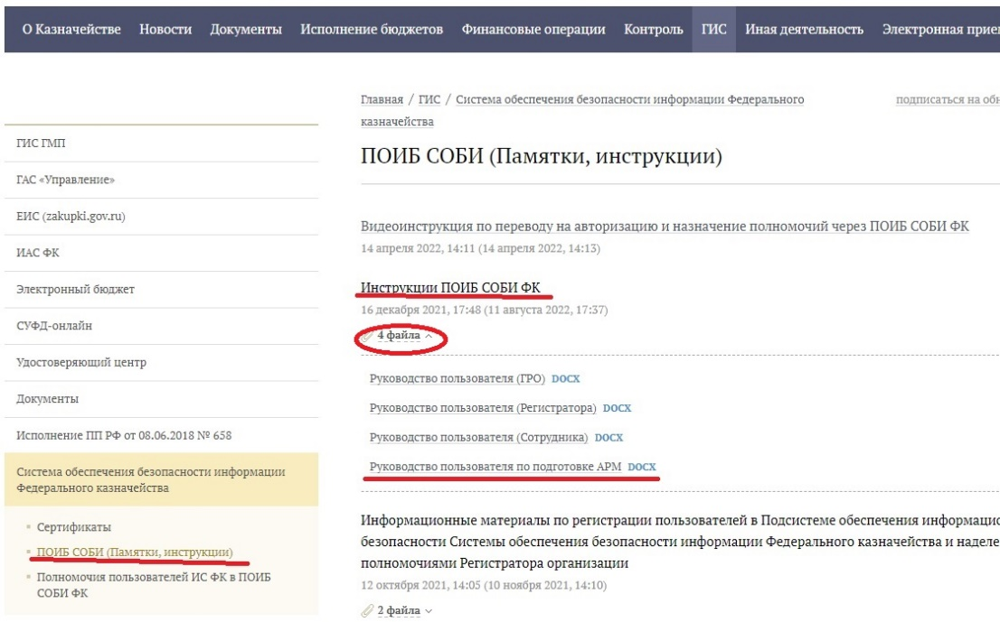 О Казначействе Новости Документы Исполнение бюджетов Финансовые операции Контроль ГИС Иная деятельность Электронная
Главная / ГИС / Система обеспечения безопасности информации Федерального
казначейства
подписаться на
ПОИБ СОБИ (Памятки, инструкции)
ГИС ГМП
ГАС «Управление»
ЕИС (zakupki.gov.ru)
ИАС ФК
Электронный бюджет
СУФД-онлайн
Удостоверяющий центр
Документы
Исполнение ПП РФ от 08.06.2018 № 658
Система обеспечения безопасности информации
Федерального казначейства
Сертификаты
ПОИБ СОБИ (Памятки, инструкции)
Полномочия пользователей ИС ФК в ПОИБ
СОБИ ФК
Видеоинструкция по переводу на авторизацию и назначение полномочий через ПОИБ СОБИ ФК
14 апреля 2022, 14:11 (14 апреля 2022, 14:13)
Инструкции ПОИБ СОБИ ФК
16 декабря 2021, 17:48 (11 августа 2022, 17:37)
4 файла
Руководство пользователя (ГРО) DOCX
Руководство пользователя (Регистратора) DOCX
Руководство пользователя (Сотрудника) DOCX
Руководство пользователя по подготовке АРМ DOCX
Информационные материалы по регистрации пользователей в Подсистеме обеспечения
безопасности Системы обеспечения безопасности информации Федерального казначейства и
полномочиями Регистратора организации
12 октября 2021, 14:05 (10 ноября 2021, 14:10)
2 файла